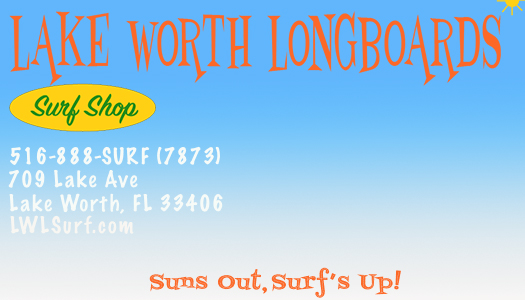 LAKE WORTH LONGBOARDS
Surf Shop
516-888-SURF (7873)
709 Lake Ave
Lake Worth, FL 33406
LWLSurf.com
Suns Out, Surf's Up!